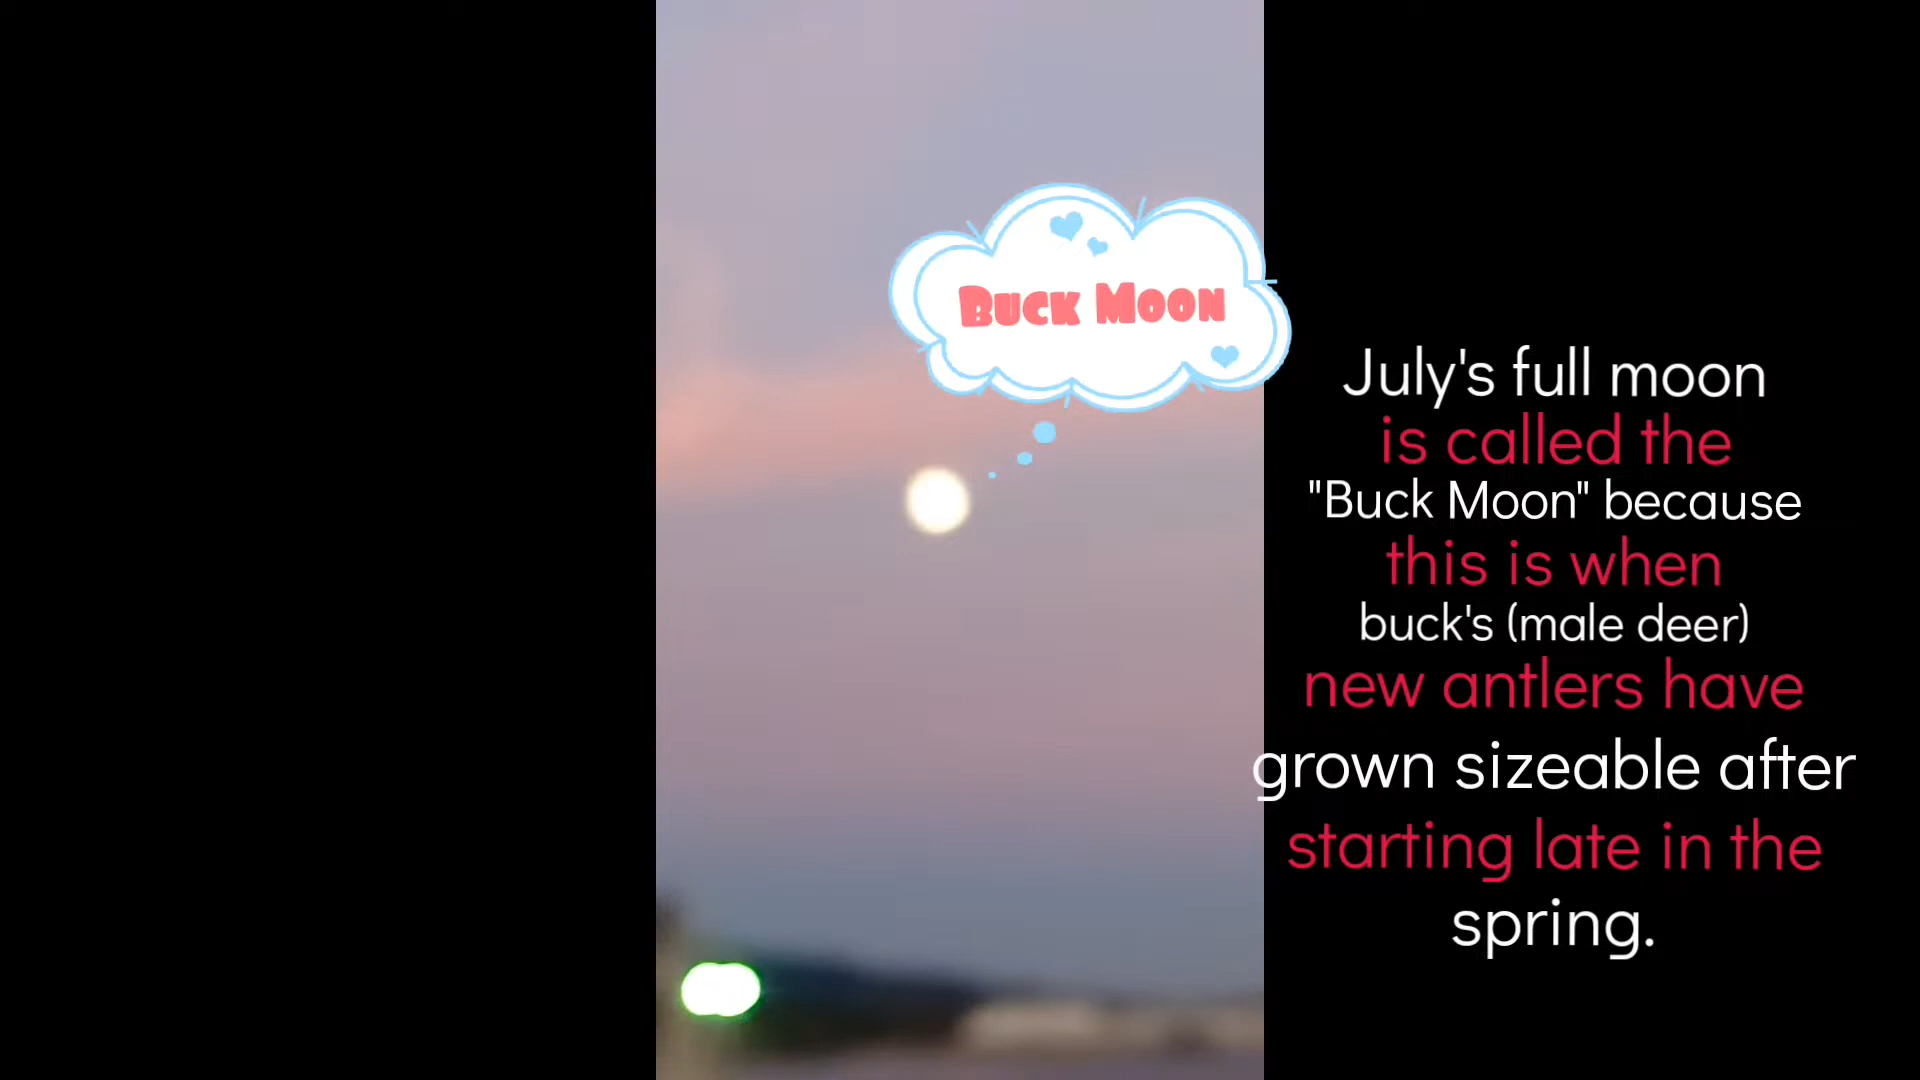 Buck Moon
July's full moon
is called the
"Buck Moon" because
this is when
buck's (male deer)
new antlers have
grown sizeable after
starting late in the
spring.